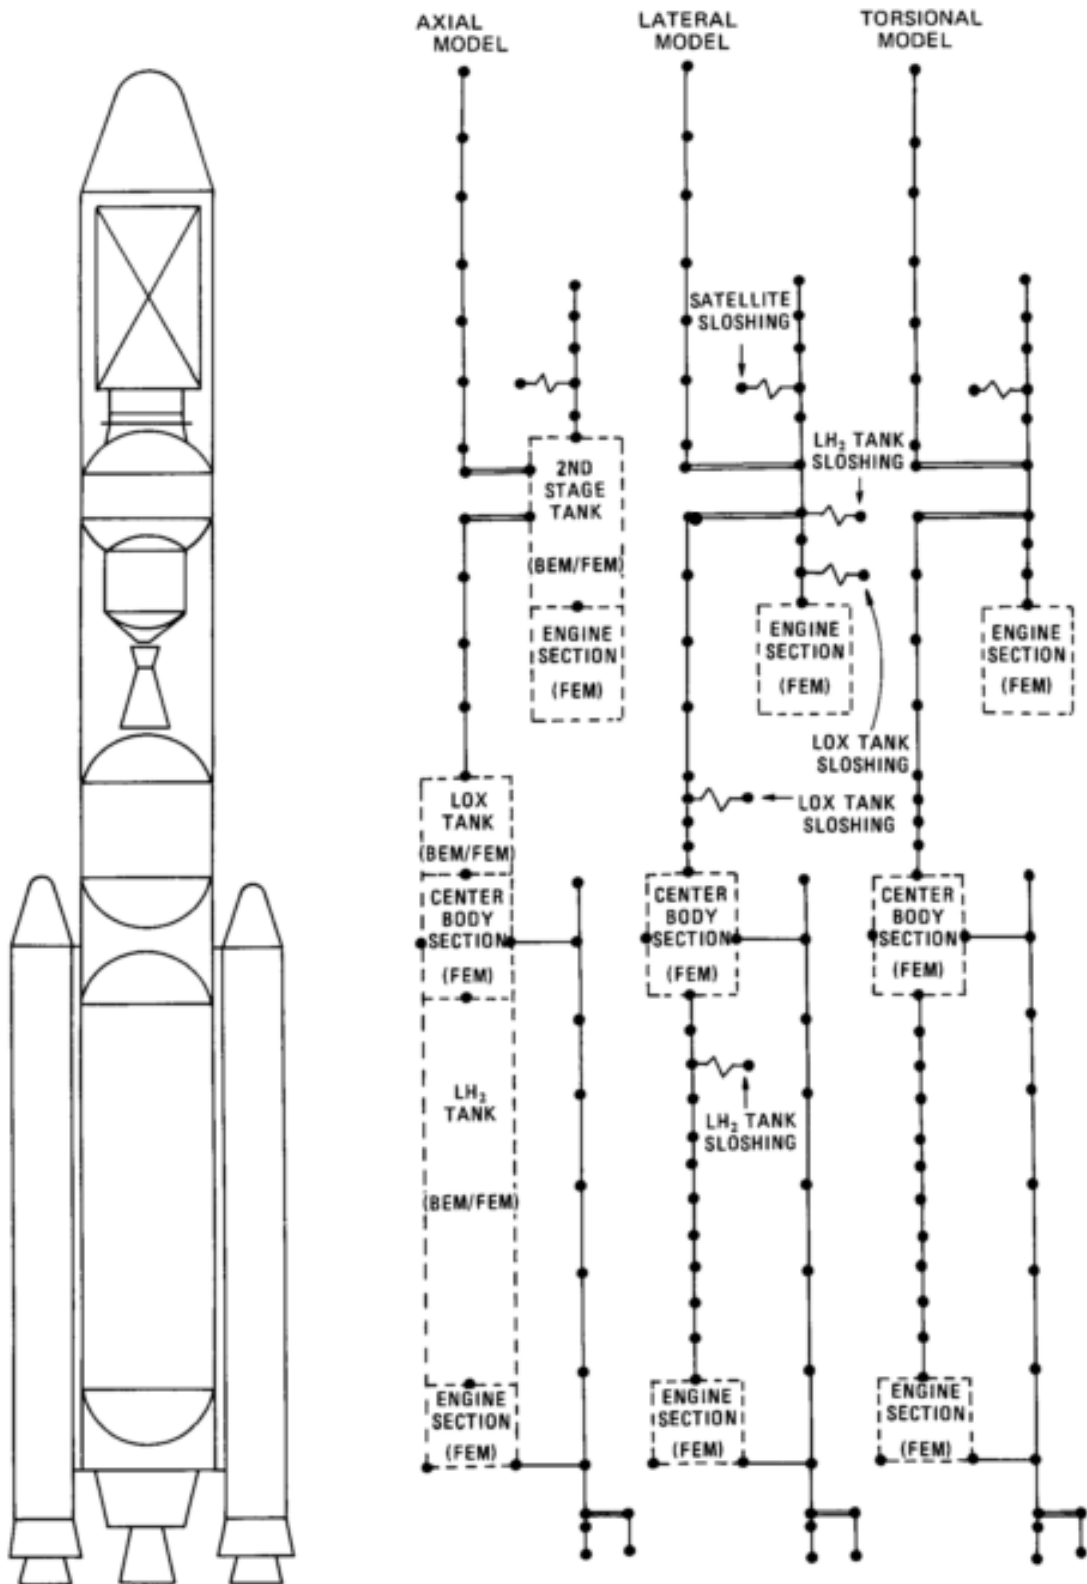 AXIAL
MODEL
LATERAL
MODEL
TORSIONAL
MODEL
SATELLITE
SLOSHING
LH₂ TANK
SLOSHING
2ND
STAGE
TANK
(BEM/FEM)
ENGINE
SECTION
(FEM)
ENGINE
SECTION
(FEM)
ENGINE
SECTION
(FEM)
LOX TANK
SLOSHING
LOX
TANK
(BEM/FEM)
LOX TANK
SLOSHING
CENTER
BODY
SECTION
(FEM)
CENTER
BODY
SECTION
(FEM)
CENTER
BODY
SECTION
(FEM)
LH₂
TANK
(BEM/FEM)
LH₂ TANK
SLOSHING
ENGINE
SECTION
(FEM)
ENGINE
SECTION
(FEM)
ENGINE
SECTION
(FEM)